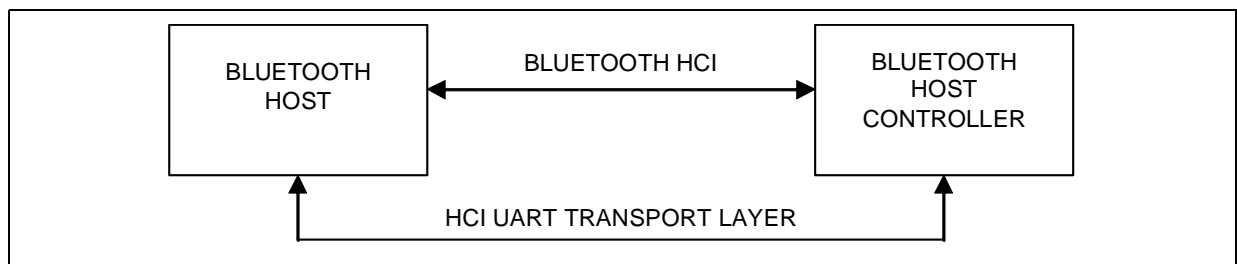 BLUETOOTH
HOST
BLUETOOTH HCI
BLUETOOTH
HOST
CONTROLLER
HCI UART TRANSPORT LAYER